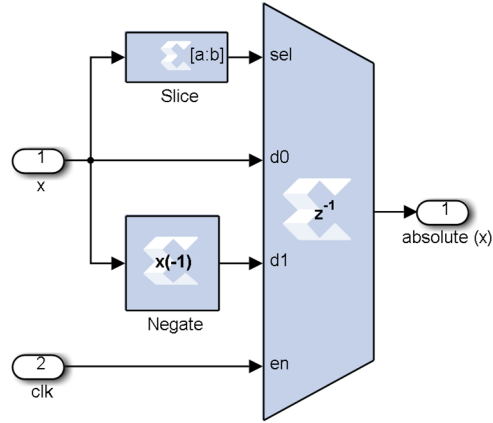 [a:b]
Slice
sel
1
x
d0
z-1
1
absolute (x)
x(-1)
d1
Negate
2
clk
en